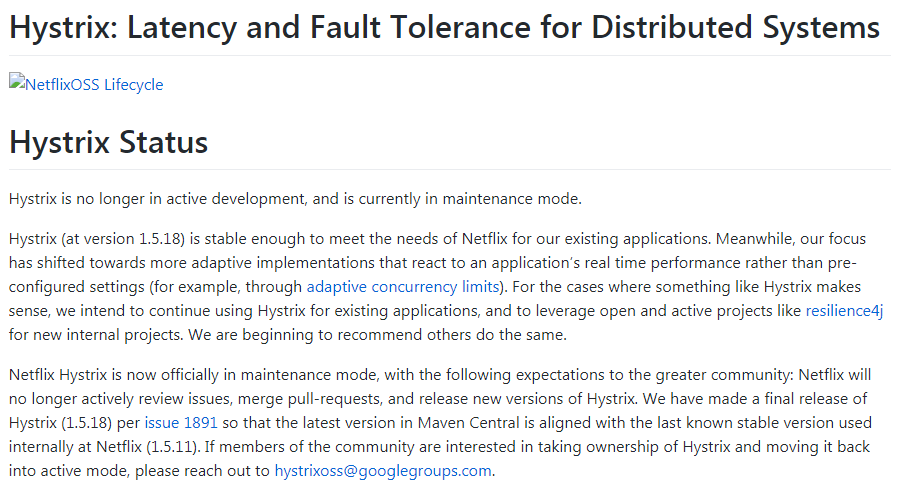 Hystrix: Latency and Fault Tolerance for Distributed Systems
NetflixOSS Lifecycle
Hystrix Status
Hystrix is no longer in active development, and is currently in maintenance mode.
Hystrix (at version 1.5.18) is stable enough to meet the needs of Netflix for our existing applications. Meanwhile, our focus
has shifted towards more adaptive implementations that react to an application's real time performance rather than pre-
configured settings (for example, through adaptive concurrency limits). For the cases where something like Hystrix makes
sense, we intend to continue using Hystrix for existing applications, and to leverage open and active projects like resilience4j
for new internal projects. We are beginning to recommend others do the same.
Netflix Hystrix is now officially in maintenance mode, with the following expectations to the greater community: Netflix will
no longer actively review issues, merge pull-requests, and release new versions of Hystrix. We have made a final release of
Hystrix (1.5.18) per issue 1891 so that the latest version in Maven Central is aligned with the last known stable version used
internally at Netflix (1.5.11). If members of the community are interested in taking ownership of Hystrix and moving it back
into active mode, please reach out to hystrixoss@googlegroups.com.